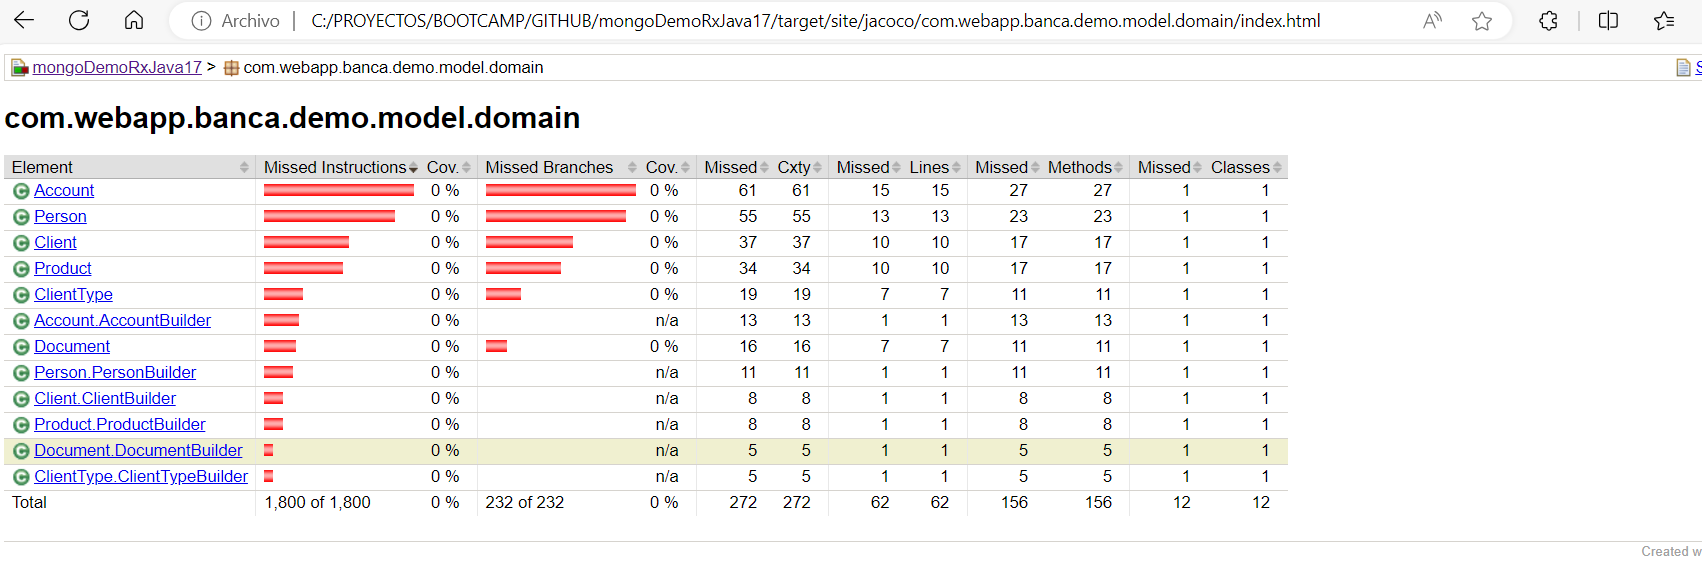 Archivo C:/PROYECTOS/BOOTCAMP/GITHUB/mongoDemoRxJava17/target/site/jacoco/com.webapp.banca.demo.model.domain/index.html
mongoDemoRxJava17 > com.webapp.banca.demo.model.domain S
com.webapp.banca.demo.model.domain
Element Missed Instructions Cov. Missed Branches Cov. Missed Cxty Missed Lines Missed Methods Missed Classes
Account 0 % 0 % 61 61 15 15 27 27 1 1
Person 0 % 0 % 55 55 13 13 23 23 1 1
Client 0 % 0 % 37 37 10 10 17 17 1 1
Product 0 % 0 % 34 34 10 10 17 17 1 1
ClientType 0 % 0 % 19 19 7 7 11 11 1 1
Account.AccountBuilder 0 % n/a 13 13 1 1 13 13 1 1
Document 0 % 0 % 16 16 7 7 11 11 1 1
Person.PersonBuilder 0 % n/a 11 11 1 1 11 11 1 1
Client.ClientBuilder 0 % n/a 8 8 1 1 8 8 1 1
Product.ProductBuilder 0 % n/a 8 8 1 1 8 8 1 1
Document.DocumentBuilder 0 % n/a 5 5 1 1 5 5 1 1
ClientType.ClientTypeBuilder 0 % n/a 5 5 1 1 5 5 1 1
Total 1,800 of 1,800 0 % 232 of 232 0 % 272 272 62 62 156 156 12 12
Created w